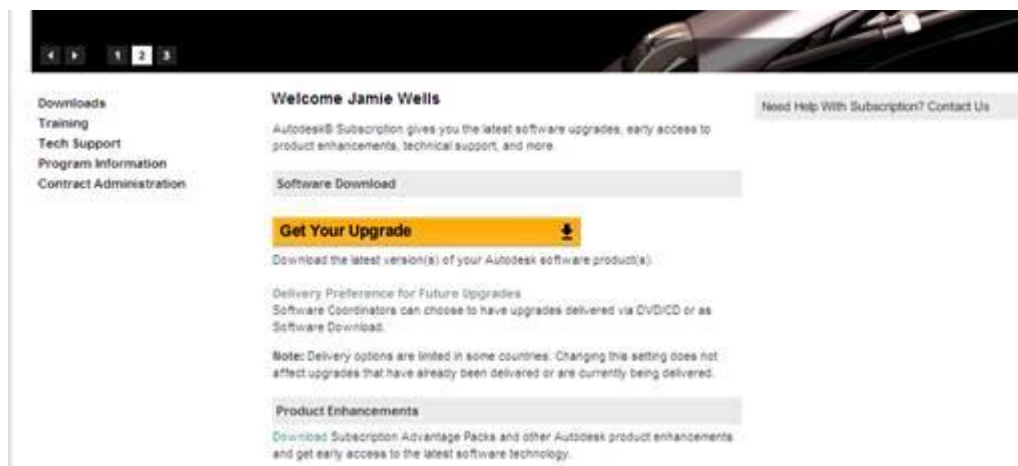 1 2 3
Downloads
Training
Tech Support
Program Information
Contract Administration
Welcome Jamie Wells
Autodesk® Subscription gives you the latest software upgrades, early access to
product enhancements, technical support, and more.
Software Download
Get Your Upgrade
Download the latest version(s) of your Autodesk software product(s).
Delivery Preference for Future Upgrades
Software Coordinators can choose to have upgrades delivered via DVD/CD or as
Software Download.
Note: Delivery options are limited in some countries. Changing this setting does not
affect upgrades that have already been delivered or are currently being delivered.
Product Enhancements
Download Subscription Advantage Packs and other Autodesk product enhancements
and get early access to the latest software technology.
Need Help With Subscription? Contact Us